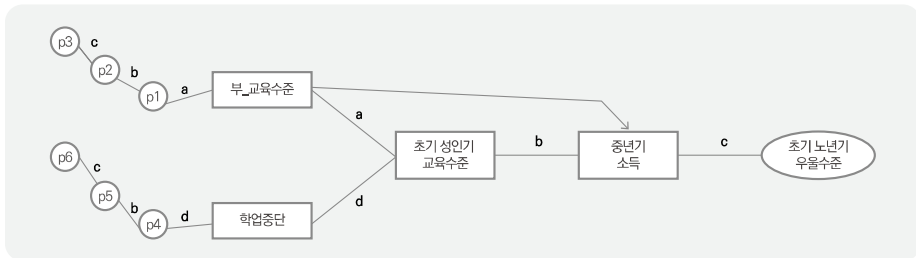 p3
c
p2
b
p1
a
부_교육수준
a
초기 성인기
교육수준
b
중년기
소득
c
초기 노년기
우울수준
p6
c
p5
b
p4
d
학업중단
d